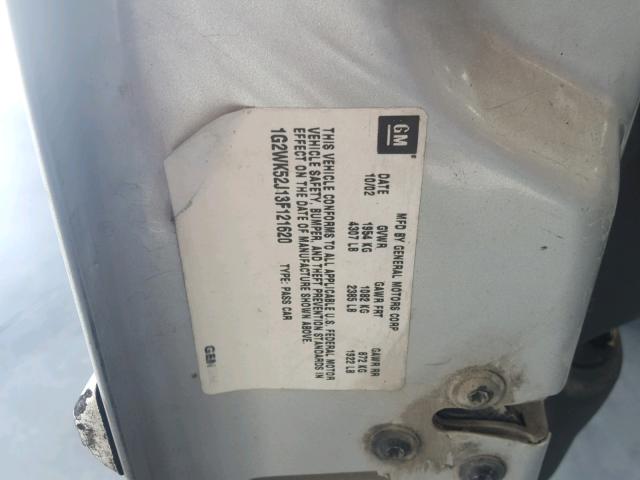 GM
MFD BY GENERAL MOTORS CORP
DATE GVWR GAWR FRT GAWR RR
10/02 1954 KG 1082 KG 872 KG
4307 LB 2385 LB 1922 LB
THIS VEHICLE CONFORMS TO ALL APPLICABLE U.S. FEDERAL MOTOR
VEHICLE SAFETY, BUMPER, AND THEFT PREVENTION STANDARDS IN
EFFECT ON THE DATE OF MANUFACTURE SHOWN ABOVE.
1G2WK52J13F121620 TYPE: PASS CAR